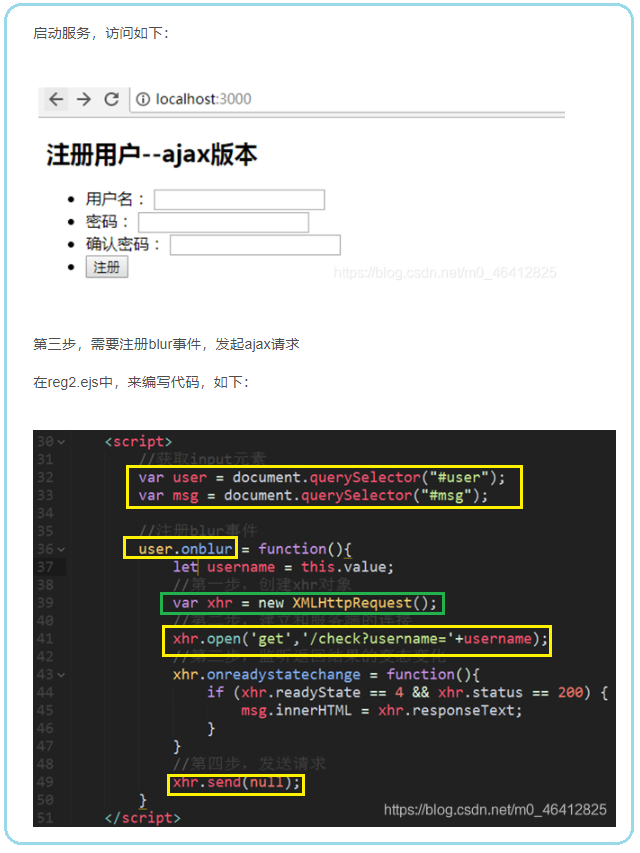 启动服务，访问如下：
localhost:3000
注册用户--ajax版本
用户名：
密码：
确认密码：
注册
https://blog.csdn.net/m0_46412825
第三步，需要注册blur事件，发起ajax请求
在reg2.ejs中，来编写代码，如下：
30 <script>
31 //获取input元素
32 var user = document.querySelector("#user");
33 var msg = document.querySelector("#msg");
34
35 //注册blur事件
36 user.onblur = function(){
37 let username = this.value;
38 //第一步，创建xhr对象
39 var xhr = new XMLHttpRequest();
40 //第二步，建立和服务端的连接
41 xhr.open('get','/check?username='+username);
42 //第三步，监听返回结果的变态变化
43 xhr.onreadystatechange = function(){
44 if (xhr.readyState == 4 && xhr.status == 200) {
45 msg.innerHTML = xhr.responseText;
46 }
47 }
48 //第四步，发送请求
49 xhr.send(null);
50 }
51 </script>
https://blog.csdn.net/m0_46412825